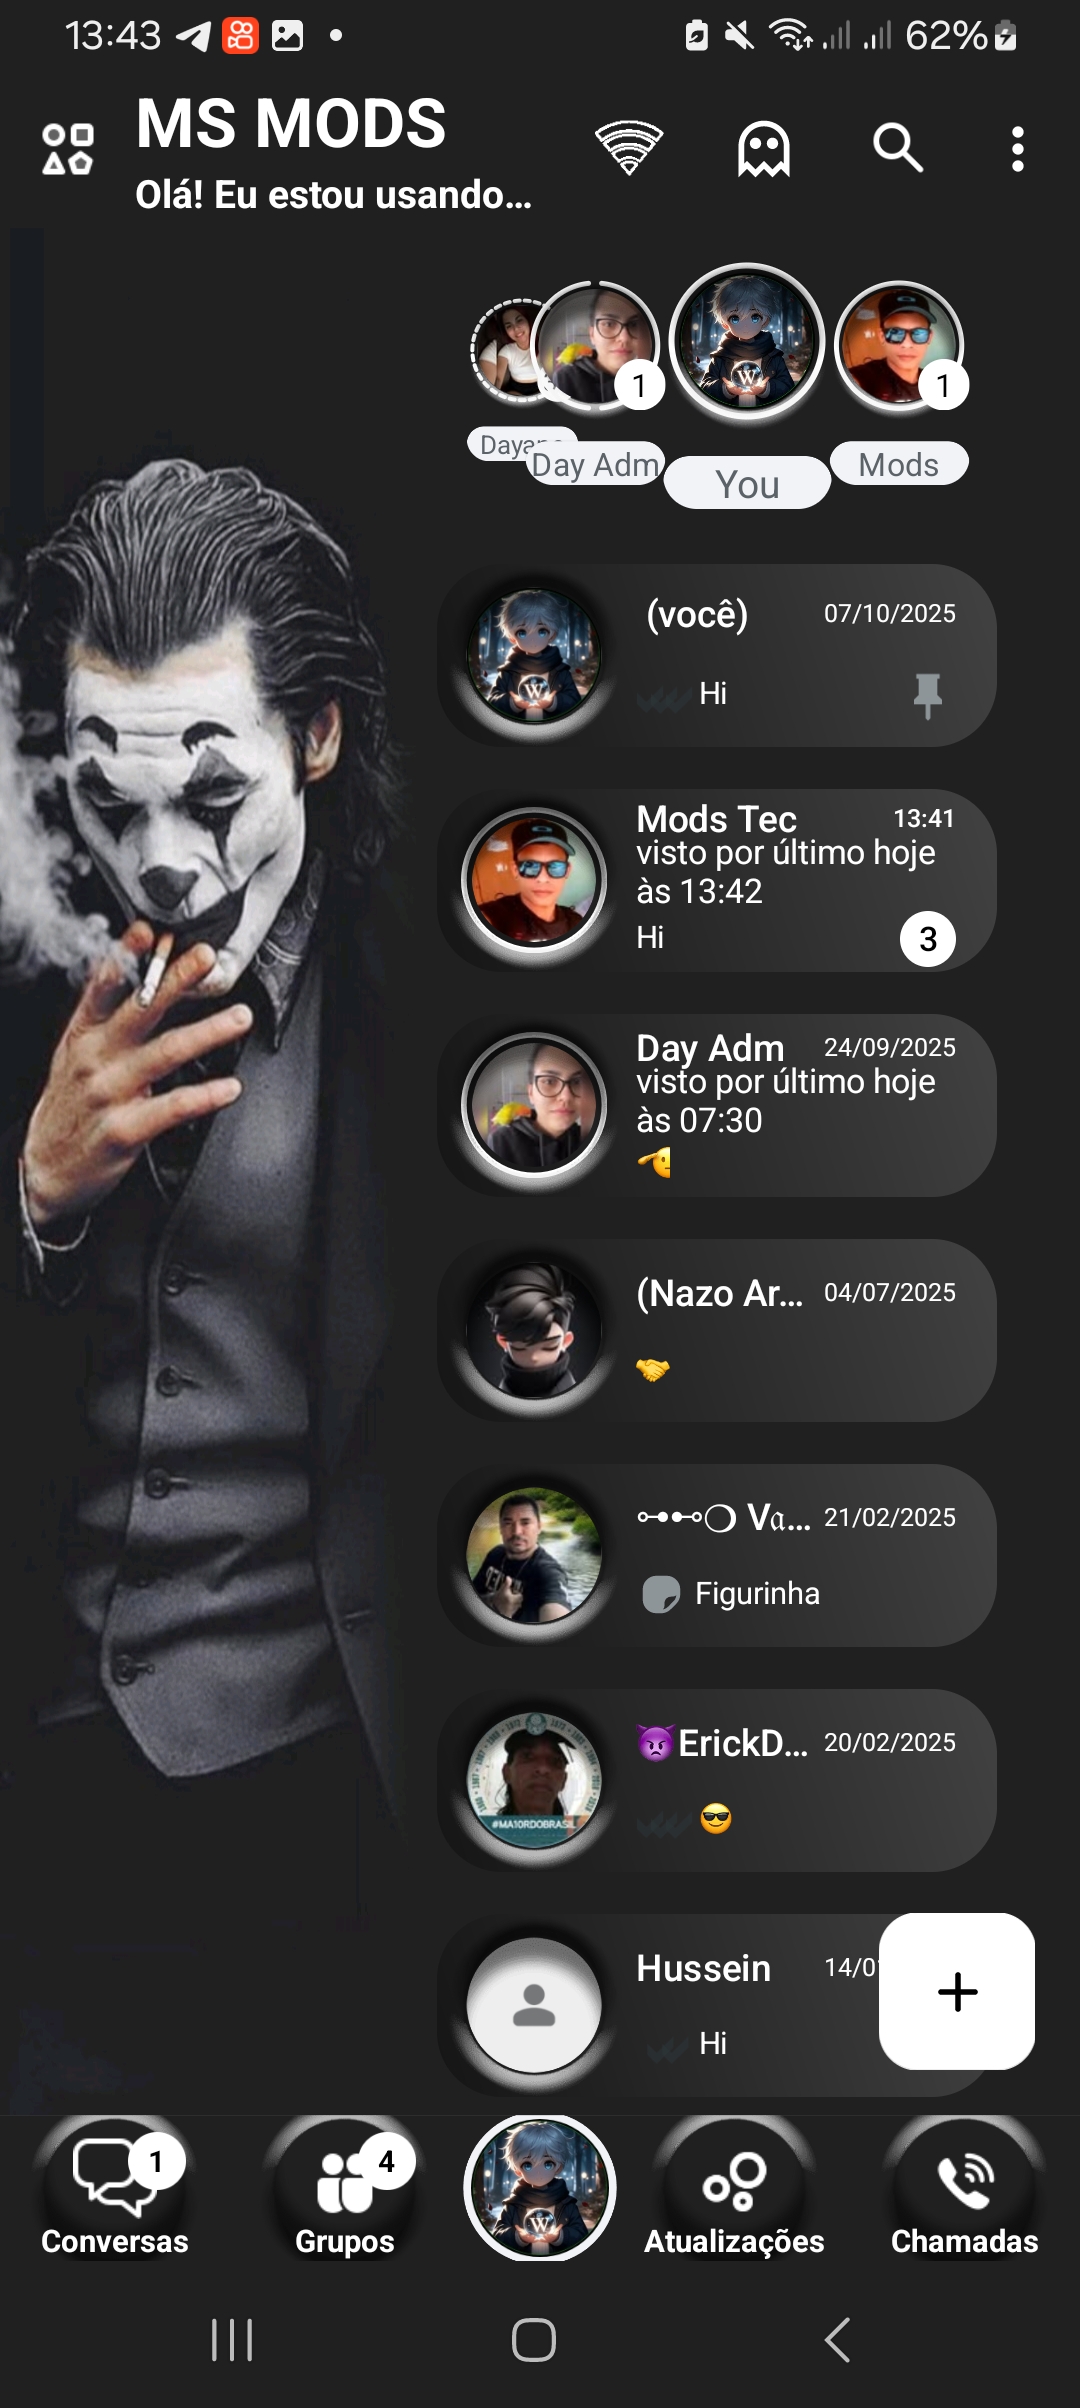 13:43
62%
MS MODS
Olá! Eu estou usando...
1
1
Day Adm
You
Mods
(você)
07/10/2025
Hi
Mods Tec
13:41
visto por último hoje
às 13:42
Hi
3
Day Adm
24/09/2025
visto por último hoje
às 07:30
(Nazo Ar...
04/07/2025
⊶⊷❍ V𝔞...
21/02/2025
Figurinha
ErickD...
20/02/2025
#MA10RDOBRASIL
Hussein
Hi
1
4
Conversas
Grupos
Atualizações
Chamadas